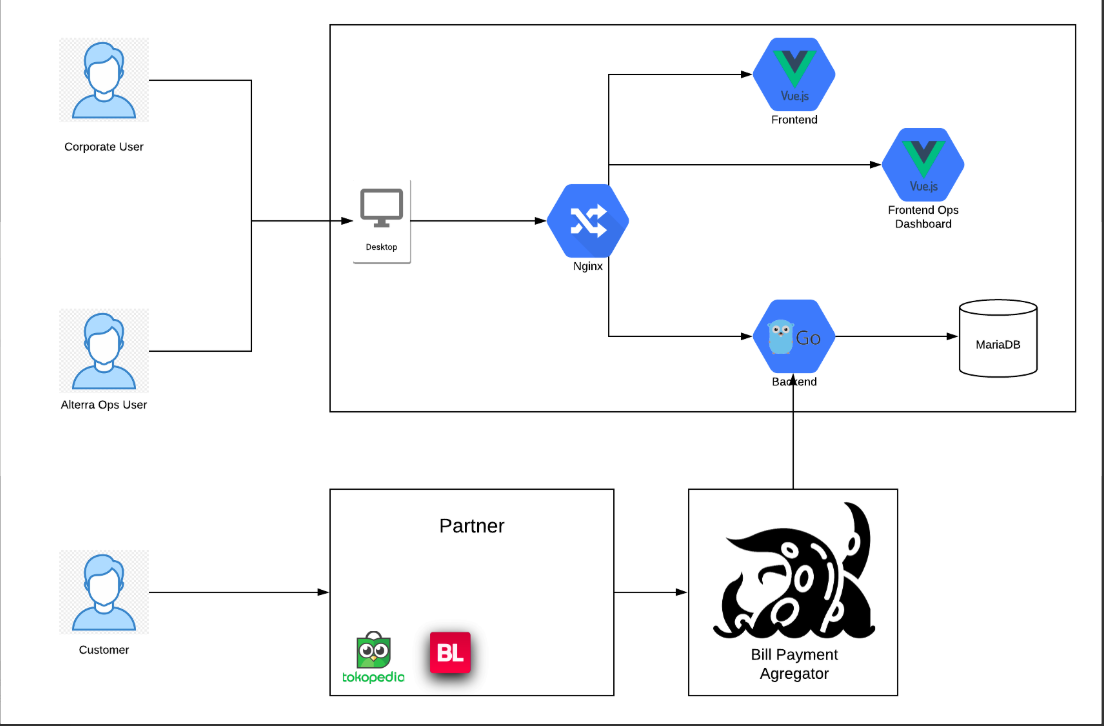 Corporate User
Vue.js
Frontend
Vue.js
Frontend Ops
Dashboard
Desktop
Nginx
Go
Backend
MariaDB
Alterra Ops User
Partner
tokopedia
BL
Customer
Bill Payment
Agregator